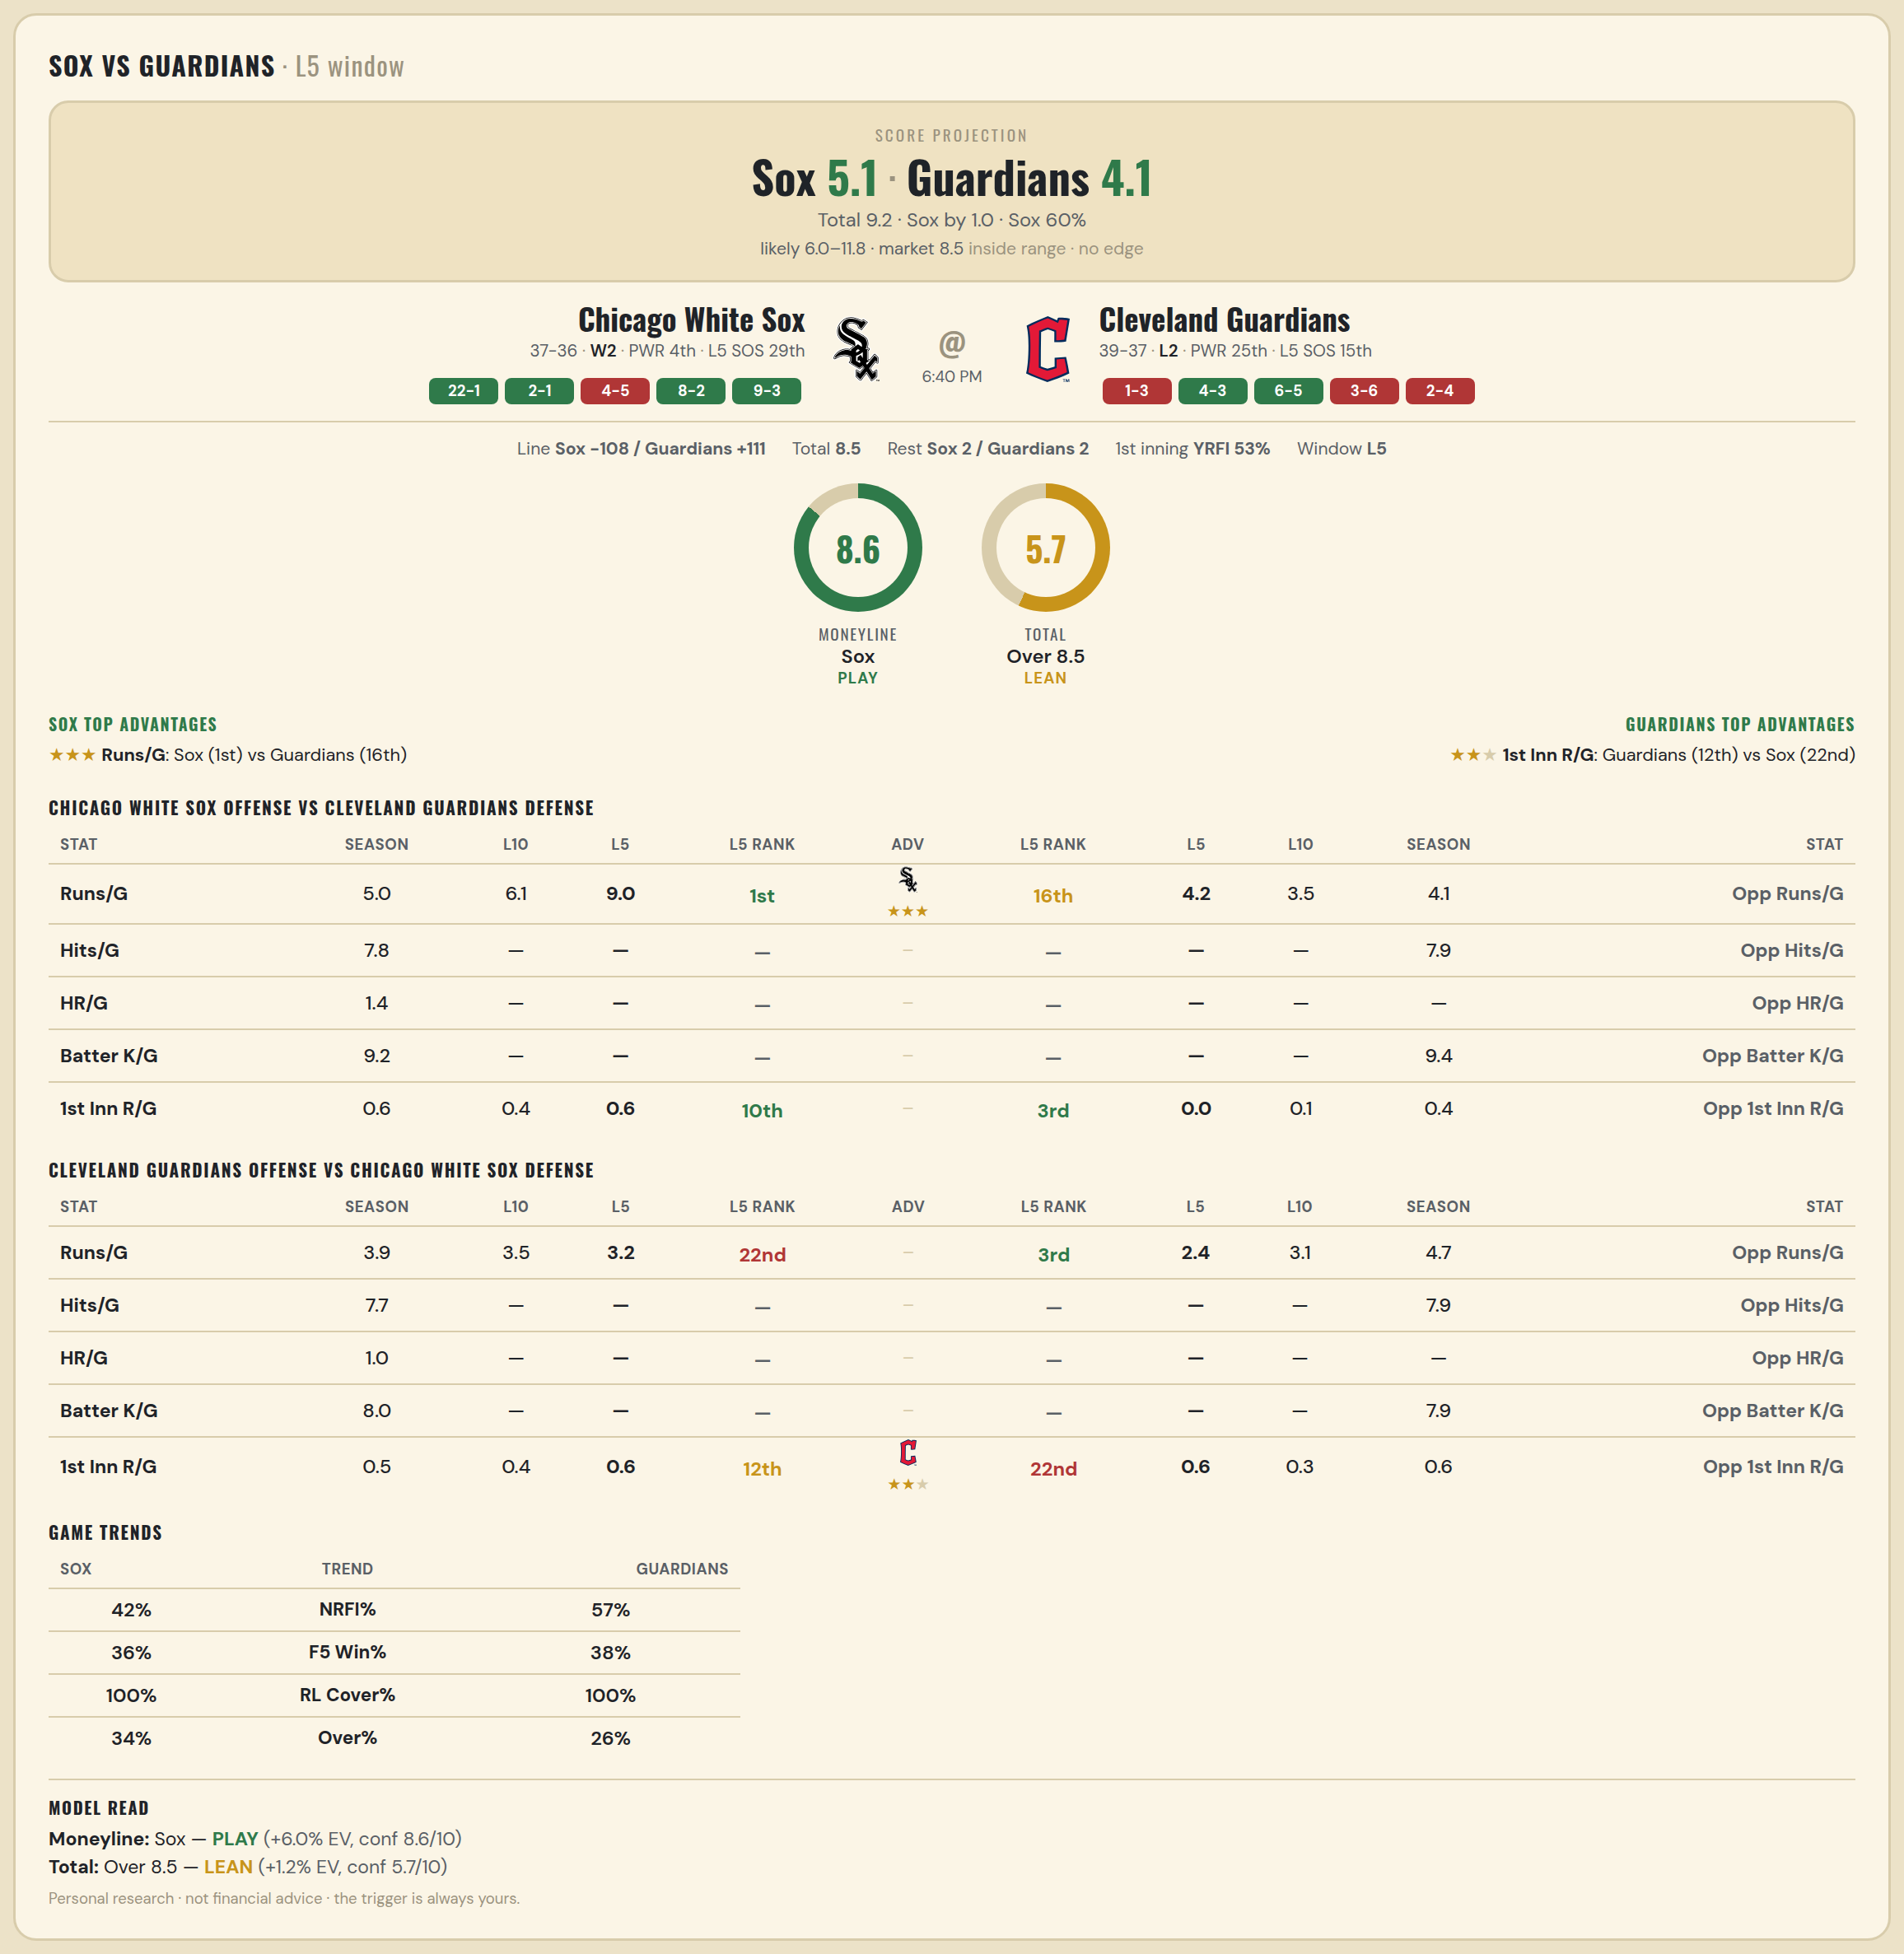 SOX VS GUARDIANS · L5 window
SCORE PROJECTION
Sox 5.1 · Guardians 4.1
Total 9.2 · Sox by 1.0 · Sox 60%
likely 6.0–11.8 · market 8.5 inside range · no edge
Chicago White Sox
37-36 · W2 · PWR 4th · L5 SOS 29th
22-1 2-1 4-5 8-2 9-3
Sox
@
6:40 PM
C
Cleveland Guardians
39-37 · L2 · PWR 25th · L5 SOS 15th
1-3 4-3 6-5 3-6 2-4
Line Sox -108 / Guardians +111 Total 8.5 Rest Sox 2 / Guardians 2 1st inning YRFI 53% Window L5
8.6 5.7
MONEYLINE TOTAL
Sox Over 8.5
PLAY LEAN
SOX TOP ADVANTAGES
★★★ Runs/G: Sox (1st) vs Guardians (16th)
GUARDIANS TOP ADVANTAGES
★★★ 1st Inn R/G: Guardians (12th) vs Sox (22nd)
CHICAGO WHITE SOX OFFENSE VS CLEVELAND GUARDIANS DEFENSE
STAT SEASON L10 L5 L5 RANK ADV L5 RANK L5 L10 SEASON STAT
Runs/G 5.0 6.1 9.0 1st Sox ★★★ 16th 4.2 3.5 4.1 Opp Runs/G
Hits/G 7.8 — — — — — — — 7.9 Opp Hits/G
HR/G 1.4 — — — — — — — — Opp HR/G
Batter K/G 9.2 — — — — — — — 9.4 Opp Batter K/G
1st Inn R/G 0.6 0.4 0.6 10th — 3rd 0.0 0.1 0.4 Opp 1st Inn R/G
CLEVELAND GUARDIANS OFFENSE VS CHICAGO WHITE SOX DEFENSE
STAT SEASON L10 L5 L5 RANK ADV L5 RANK L5 L10 SEASON STAT
Runs/G 3.9 3.5 3.2 22nd — 3rd 2.4 3.1 4.7 Opp Runs/G
Hits/G 7.7 — — — — — — — 7.9 Opp Hits/G
HR/G 1.0 — — — — — — — — Opp HR/G
Batter K/G 8.0 — — — — — — — 7.9 Opp Batter K/G
1st Inn R/G 0.5 0.4 0.6 12th C ★★★ 22nd 0.6 0.3 0.6 Opp 1st Inn R/G
GAME TRENDS
SOX TREND GUARDIANS
42% NRFI% 57%
36% F5 Win% 38%
100% RL Cover% 100%
34% Over% 26%
MODEL READ
Moneyline: Sox — PLAY (+6.0% EV, conf 8.6/10)
Total: Over 8.5 — LEAN (+1.2% EV, conf 5.7/10)
Personal research · not financial advice · the trigger is always yours.